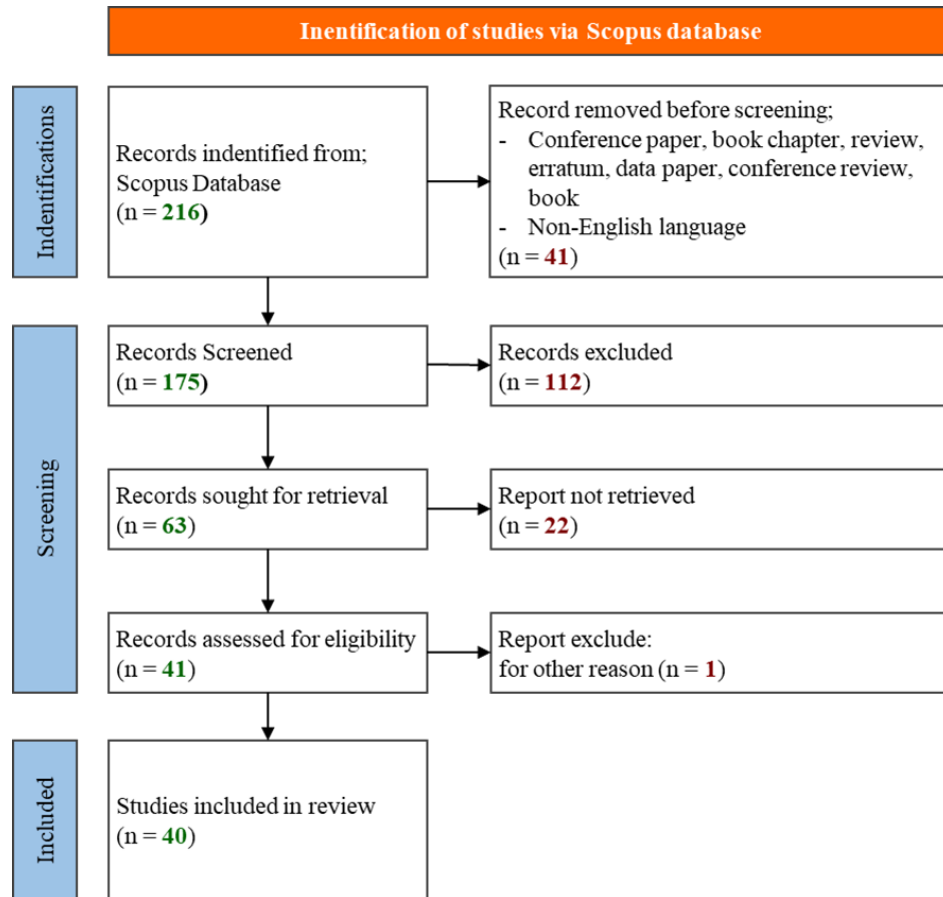 Inentification of studies via Scopus database
Indentifications
Records indentified from;
Scopus Database
(n = 216)
Record removed before screening;
- Conference paper, book chapter, review,
erratum, data paper, conference review,
book
- Non-English language
(n = 41)
Screening
Records Screened
(n = 175)
Records excluded
(n = 112)
Records sought for retrieval
(n = 63)
Report not retrieved
(n = 22)
Records assessed for eligibility
(n = 41)
Report exclude:
for other reason (n = 1)
Included
Studies included in review
(n = 40)